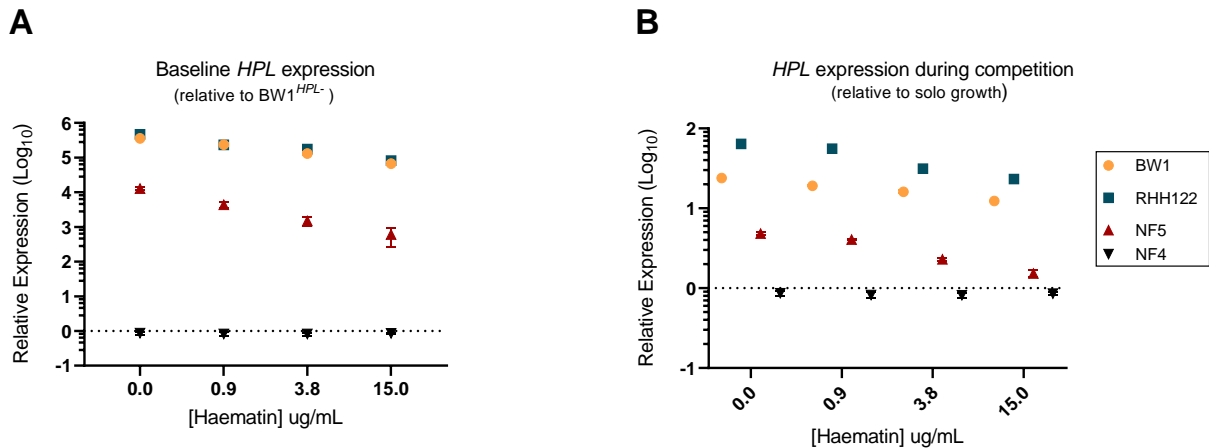 A
Baseline HPL expression
(relative to BW1^HPL- )
Relative Expression (Log₁₀)
6
5
4
3
2
1
0
-1
0.0 0.9 3.8 15.0
[Haematin] ug/mL
B
HPL expression during competition
(relative to solo growth)
Relative Expression (Log₁₀)
2
1
0
-1
0.0 0.9 3.8 15.0
[Haematin] ug/mL
BW1
RHH122
NF5
NF4